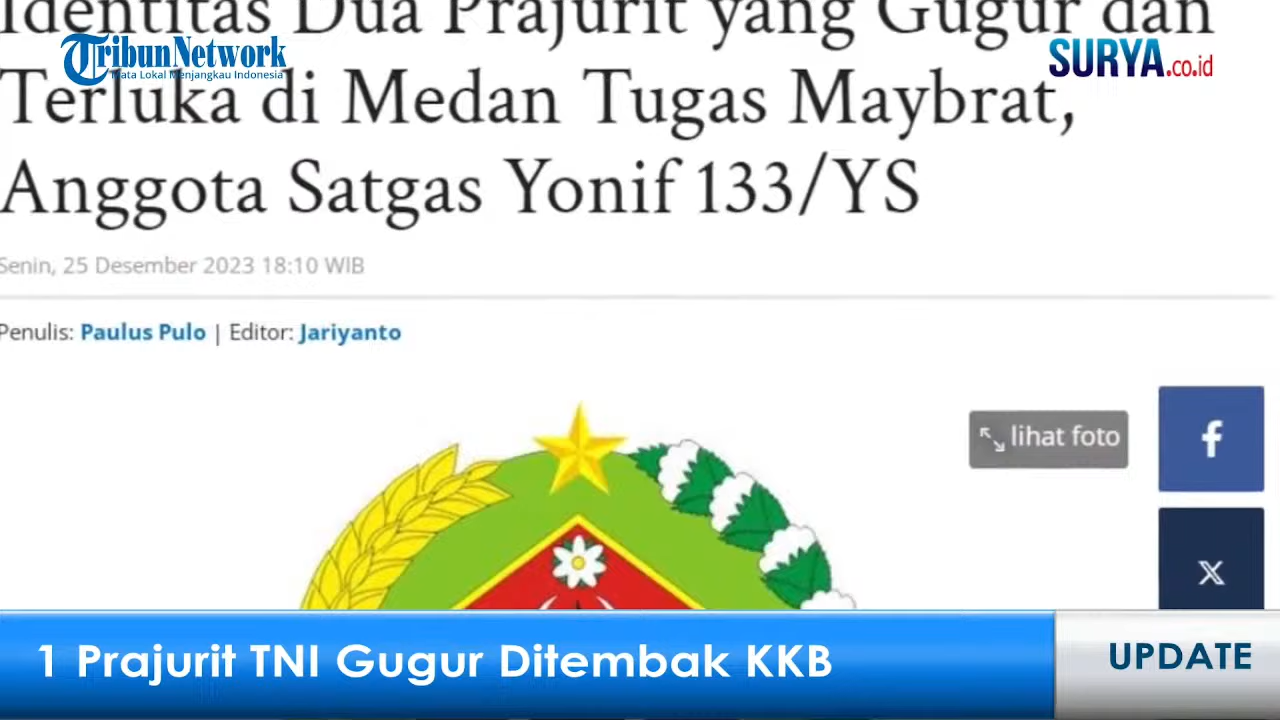 Identitas Dua Prajurit yang Gugur dan
TribunNetwork
Mata Lokal Menjangkau Indonesia
SURYA.co.id
Terluka di Medan Tugas Maybrat,
Anggota Satgas Yonif 133/YS
Senin, 25 Desember 2023 18:10 WIB
Penulis: Paulus Pulo | Editor: Jariyanto
lihat foto
f
X
1 Prajurit TNI Gugur Ditembak KKB
UPDATE